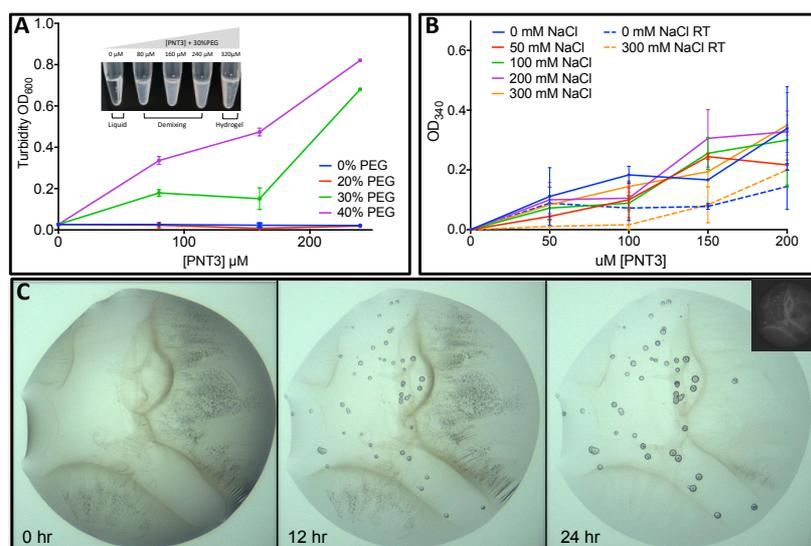 A
[PNT3] + 30%PEG
0 μM 80 μM 160 μM 240 μM 320μM
Liquid Demixing Hydrogel
Turbidity OD600
1.0
0.8
0.6
0.4
0.2
0.0
0% PEG
20% PEG
30% PEG
40% PEG
0 100 200
[PNT3] μM
B
0 mM NaCl
50 mM NaCl
100 mM NaCl
200 mM NaCl
300 mM NaCl
0 mM NaCl RT
300 mM NaCl RT
OD340
0.6
0.4
0.2
0.0
0 50 100 150 200
uM [PNT3]
C
0 hr
12 hr
24 hr